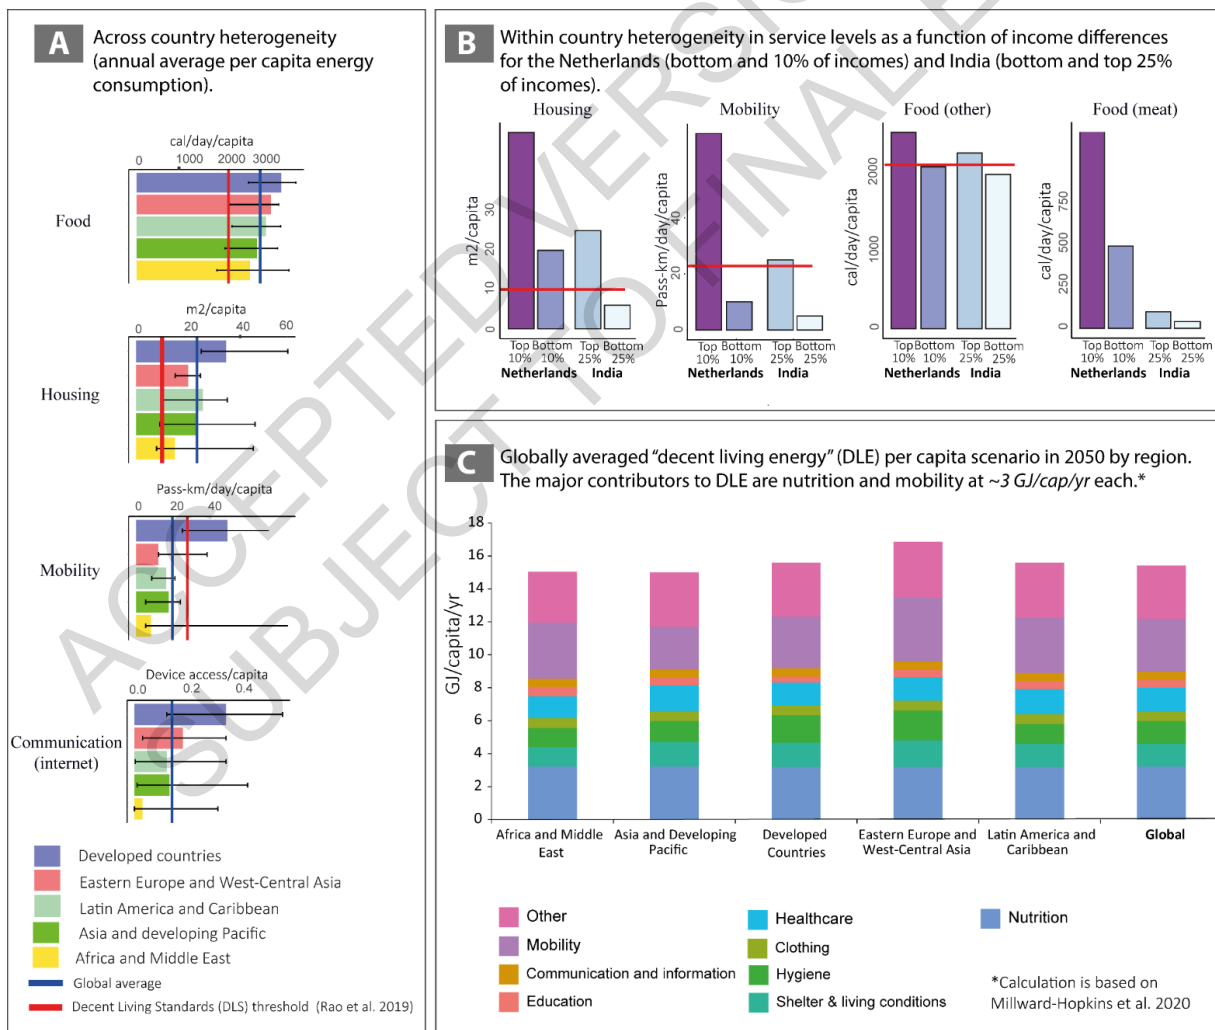 A
Across country heterogeneity
(annual average per capita energy
consumption).
cal/day/capita
0 1000 2000 3000
Food
m2/capita
0 20 40 60
Housing
Pass-km/day/capita
0 20 40
Mobility
Device access/capita
0.0 0.2 0.4
Communication
(internet)
Developed countries
Eastern Europe and West-Central Asia
Latin America and Caribbean
Asia and developing Pacific
Africa and Middle East
Global average
Decent Living Standards (DLS) threshold (Rao et al. 2019)
B
Within country heterogeneity in service levels as a function of income differences
for the Netherlands (bottom and 10% of incomes) and India (bottom and top 25%
of incomes).
Housing
m2/capita
0 10 20 30
Top Bottom Top Bottom
10% 10% 25% 25%
Netherlands India
Mobility
Pass-km/day/capita
0 20 40
Top Bottom Top Bottom
10% 10% 25% 25%
Netherlands India
Food (other)
cal/day/capita
0 1000 2000
Top Bottom Top Bottom
10% 10% 25% 25%
Netherlands India
Food (meat)
cal/day/capita
0 250 500 750
Top Bottom Top Bottom
10% 10% 25% 25%
Netherlands India
C
Globally averaged “decent living energy” (DLE) per capita scenario in 2050 by region.
The major contributors to DLE are nutrition and mobility at ~3 GJ/cap/yr each.*
GJ/capita/yr
18
16
14
12
10
8
6
4
2
0
Africa and Middle
East
Asia and Developing
Pacific
Developed
Countries
Eastern Europe and
West-Central Asia
Latin America and
Caribbean
Global
Other
Mobility
Communication and information
Education
Healthcare
Clothing
Hygiene
Shelter & living conditions
Nutrition
*Calculation is based on
Millward-Hopkins et al. 2020
ACCEPTED VERSI
SUBJECT TO FINAL E